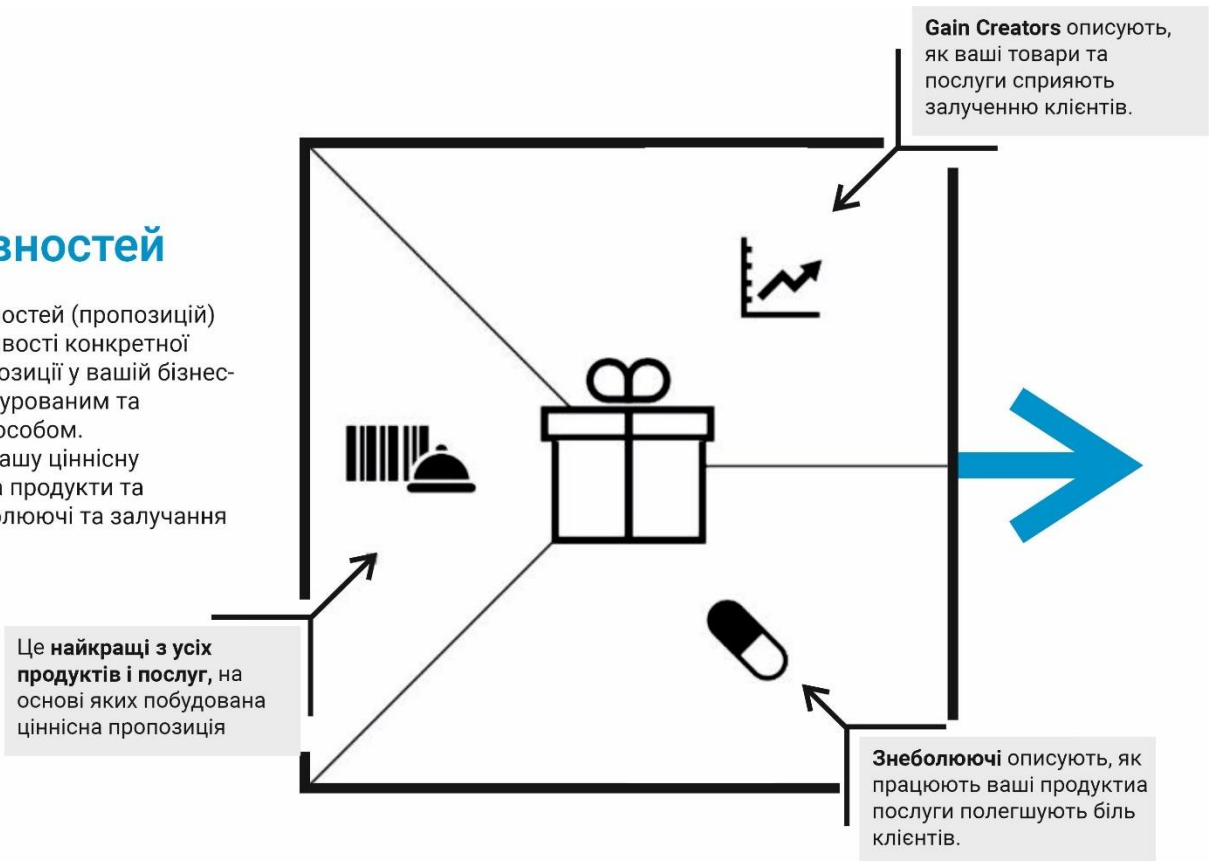 Gain Creators описують,
як ваші товари та
послуги сприяють
залученню клієнтів.
вностей
остей (пропозицій)
вості конкретної
озиції у вашій бізнес-
урованим та
особом.
ашу ціннісну
а продукти та
олюючі та залучання
Це найкращі з усіх
продуктів і послуг, на
основі яких побудована
ціннісна пропозиція
Знеболюючі описують, як
працюють ваші продуктиа
послуги полегшують біль
клієнтів.